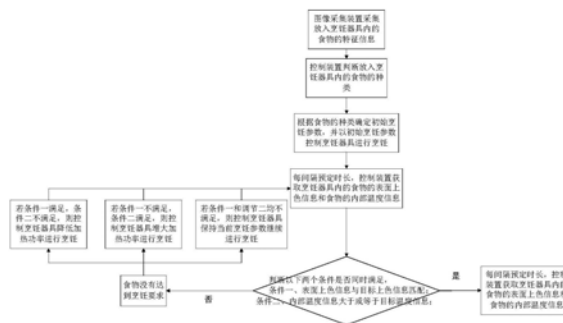 图像采集装置采集
放入烹饪器具内的
食物的特征信息
控制装置判断放入烹
饪器具内的食物的种
类
根据食物的种类确定初始
烹饪参数，并以初始烹饪参数
控制烹饪器具进行烹饪
每间隔预定时长，控制装置获
取烹饪器具内的食物的表面上
色信息和食物的内部温度信息
若条件一满足，条
件二不满足，则控
制烹饪器具降低加
热功率进行烹饪
若条件一不满足，
条件二满足，则控
制烹饪器具增大加
热功率进行烹饪
若条件一和调节二均不
满足，则控制烹饪器具
保持当前烹饪参数继续
进行烹饪
判断以下两个条件是否同时满足，
条件一、表面上色信息与目标上色信息匹配；
条件二、内部温度信息大于或等于目标温度信息；
否
食物没有达
到烹饪要求
是
每间隔预定时长，控
制装置获取烹饪器具内的
食物的表面上色信息和
食物的内部温度信息